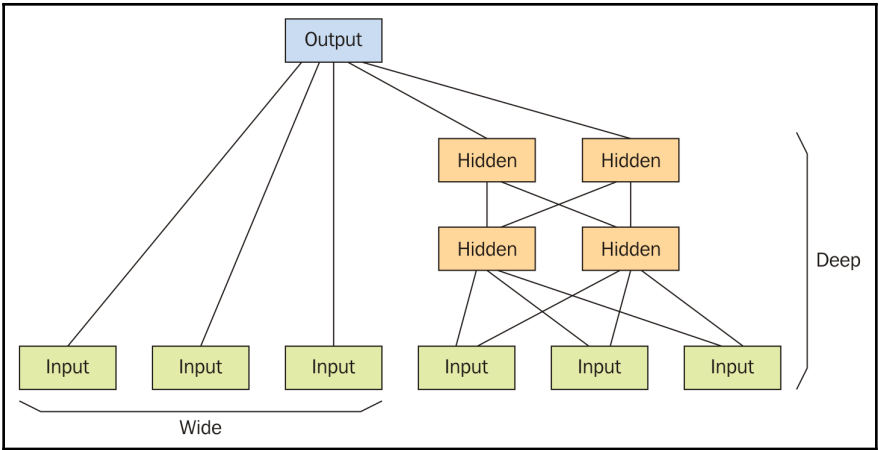 Output
Hidden Hidden
Hidden Hidden
Deep
Input Input Input Input Input Input
Wide